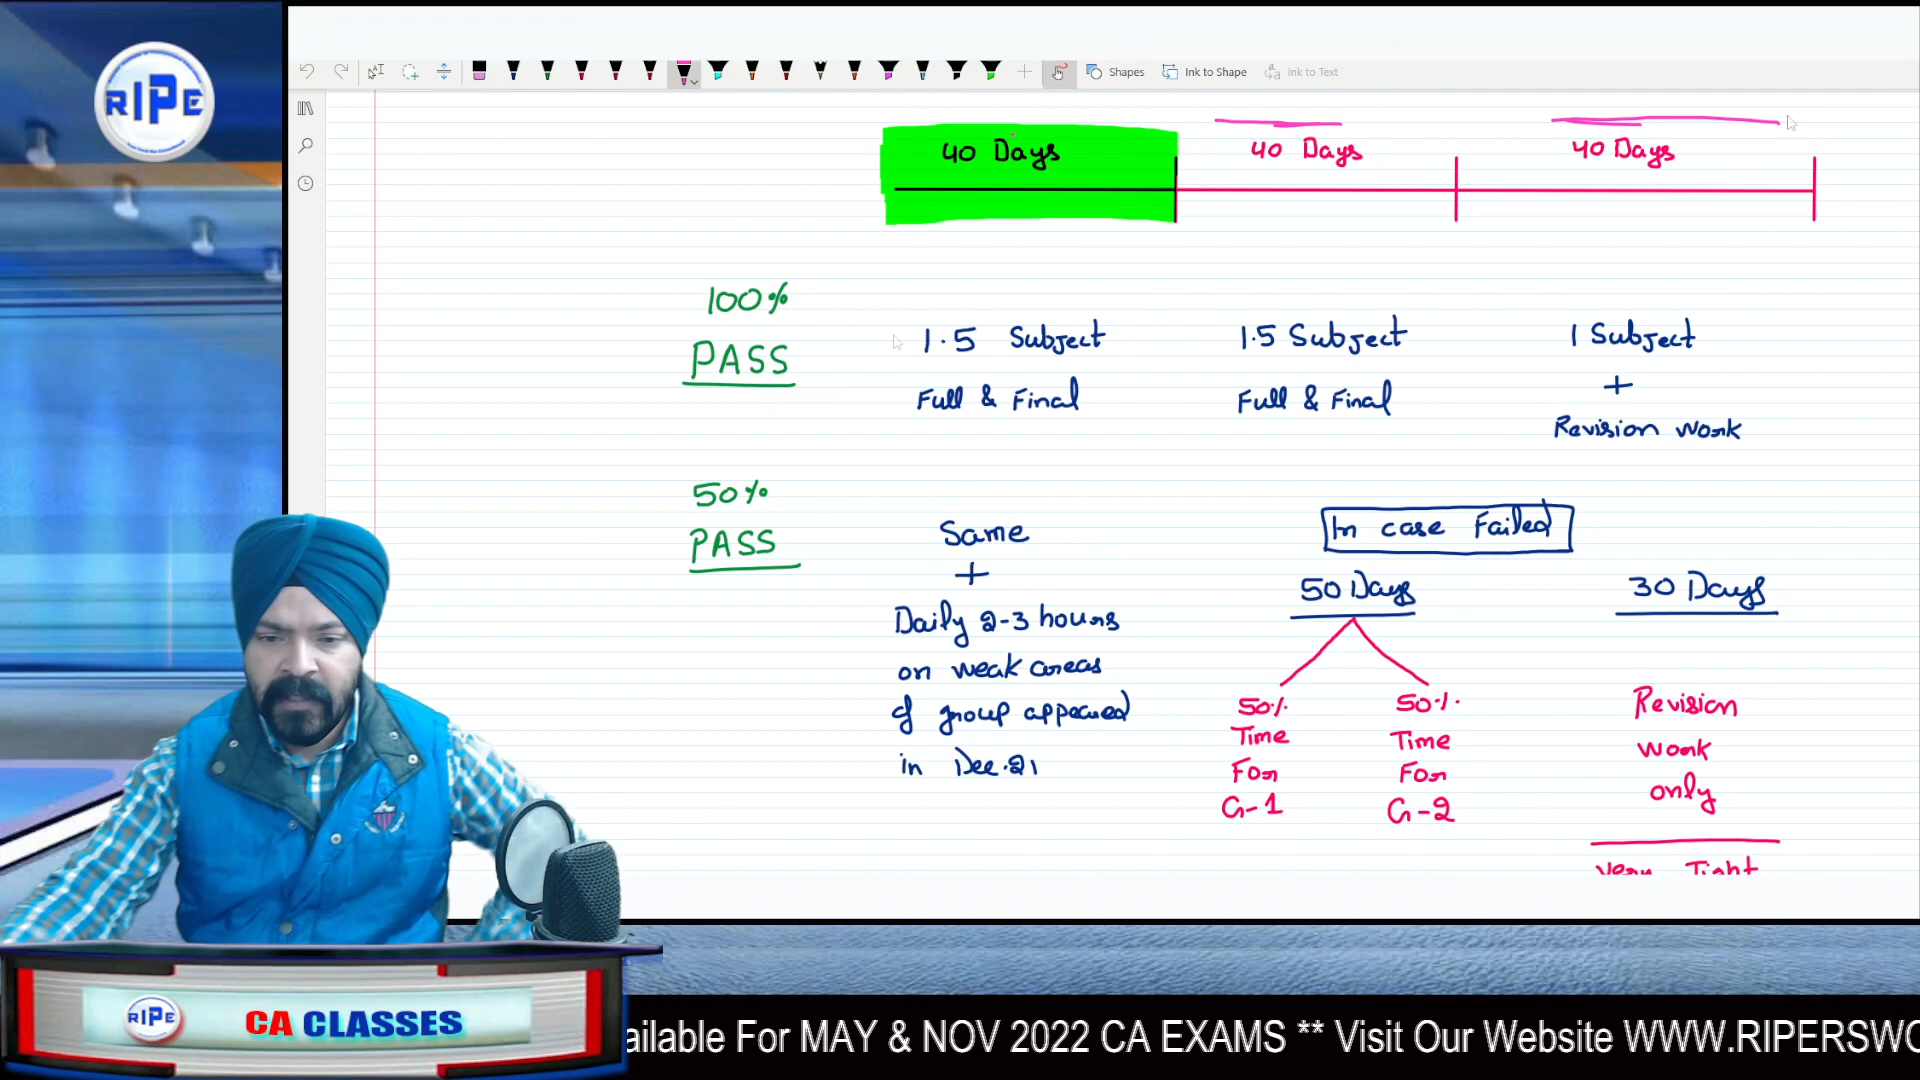 RIPE
Shapes
Ink to Shape
Ink to Text
40 Days
40 Days
40 Days
100%
PASS
1.5 Subject
Full & Final
1.5 Subject
Full & Final
1 Subject
+
Revision Work
50%
PASS
Same
+
Daily 2-3 hours
on weak areas
of group appeared
in Dec.21
In case Failed
50 Days
50%
Time
For
G-1
50%
Time
For
G-2
30 Days
Revision
Work
only
Very Tight
RIPE
CA CLASSES
ailable For MAY & NOV 2022 CA EXAMS ** Visit Our Website WWW.RIPERSWO